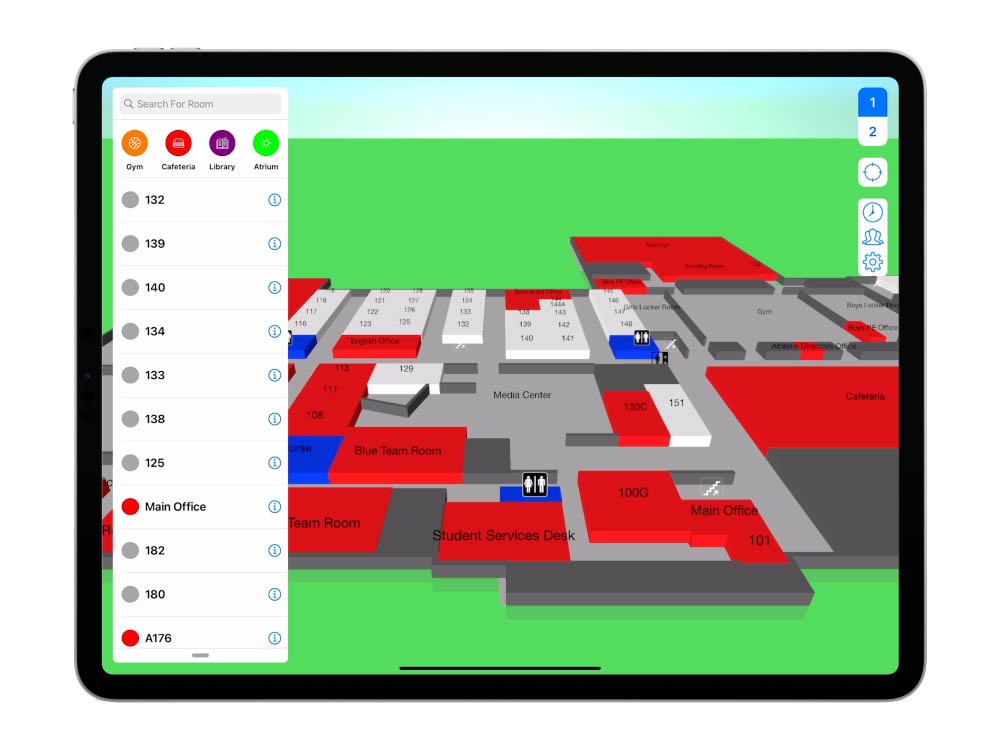 Search For Room
Gym
Cafeteria
Library
Atrium
132
139
140
134
133
138
125
Main Office
182
180
A176
1
2
Main Gym
Wrestling Room
Girls PE Office
118
117
116
120
128
121
127
122
126
123
125
English Office
135
134
133
132
Special Ed Office
144
144A
138
143
139
142
140
141
145
146
147
148
Girls Locker Room
Gym
Boys Locker Roo
Boys PE Office
Athletic Directors Office
113
111
108
129
Media Center
130C
151
Cafeteria
urse
Blue Team Room
Team Room
Student Services Desk
100G
Main Office
101